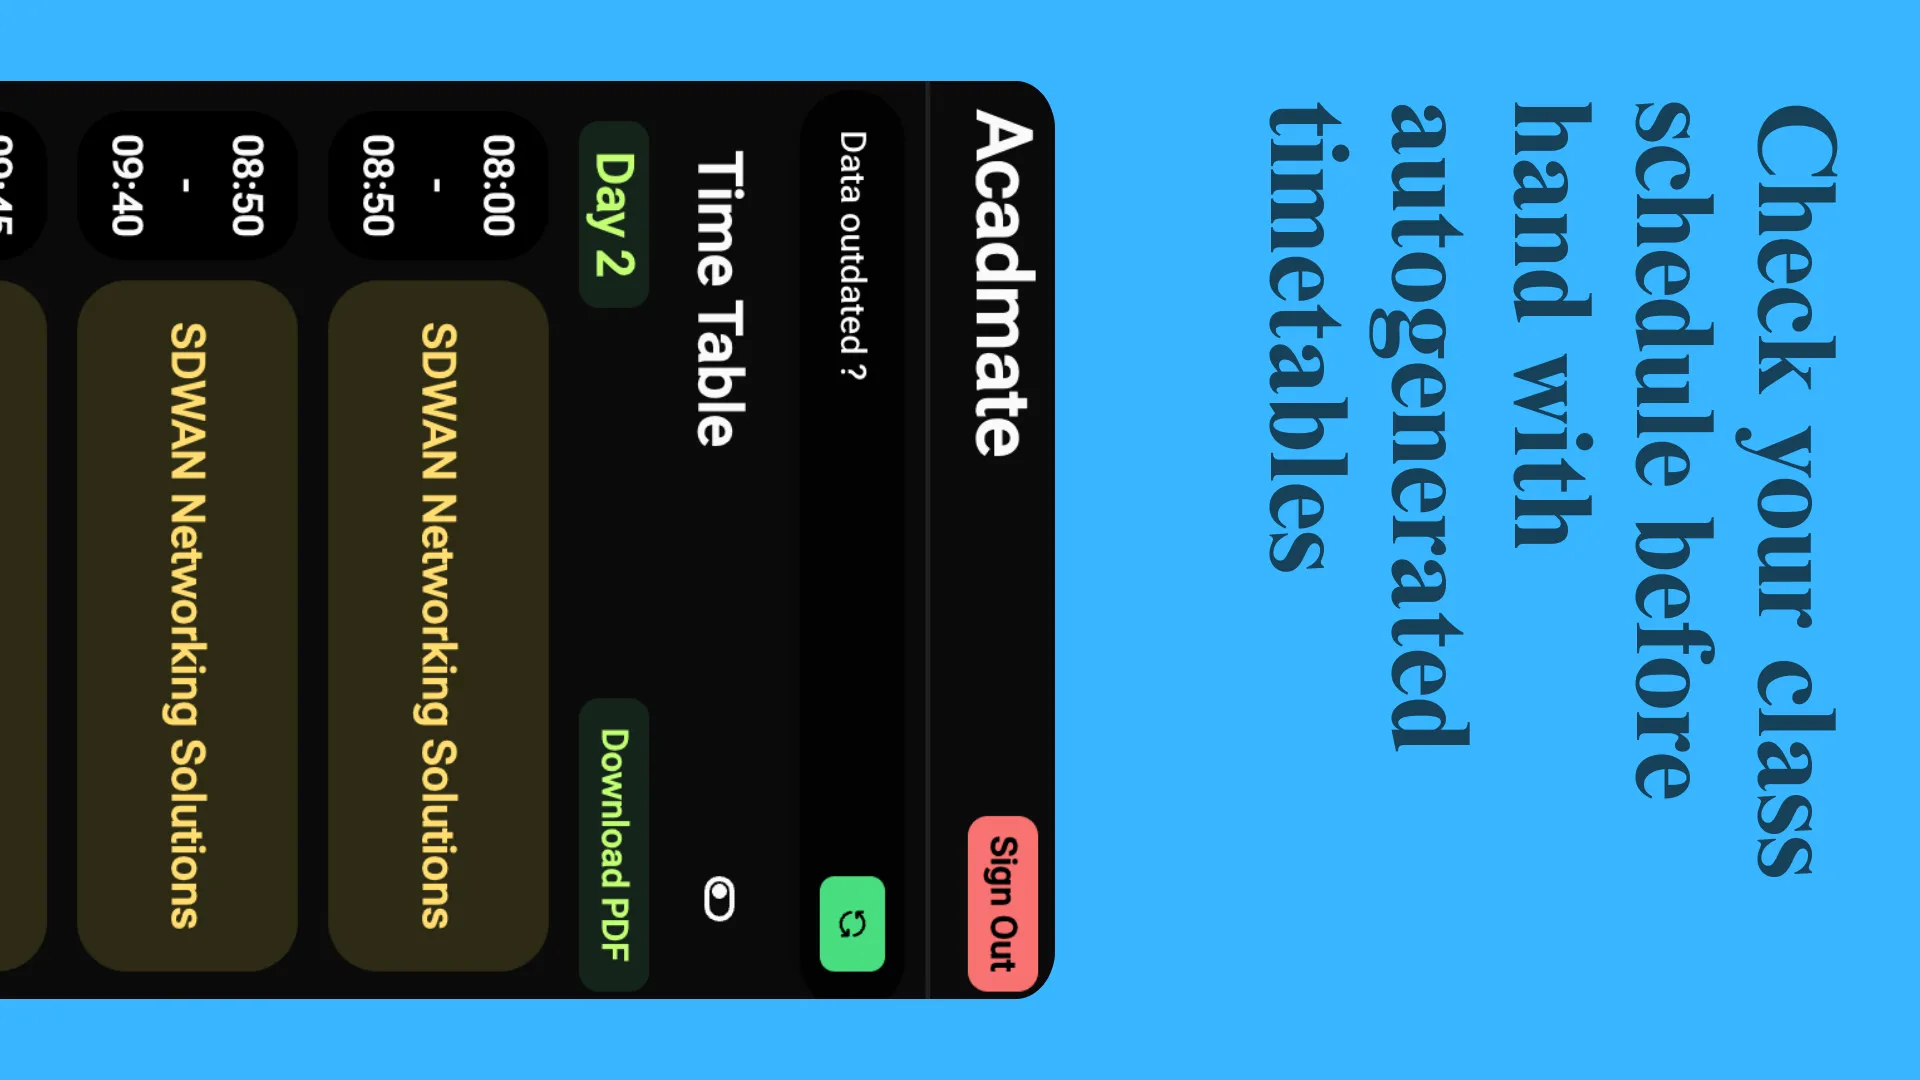 Check your class
schedule before
hand with
autogenerated
timetables
Acadmate
Sign Out
Data outdated ?
Time Table
Day 2
Download PDF
08:00
-
08:50
SDWAN Networking Solutions
08:50
-
09:40
SDWAN Networking Solutions